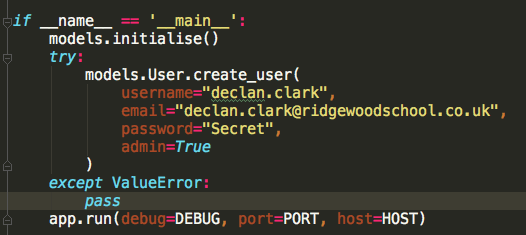 if __name__ == '__main__':
    models.initialise()
    try:
        models.User.create_user(
            username="declan.clark",
            email="declan.clark@ridgewoodschool.co.uk",
            password="Secret",
            admin=True
        )
    except ValueError:
        pass
    app.run(debug=DEBUG, port=PORT, host=HOST)